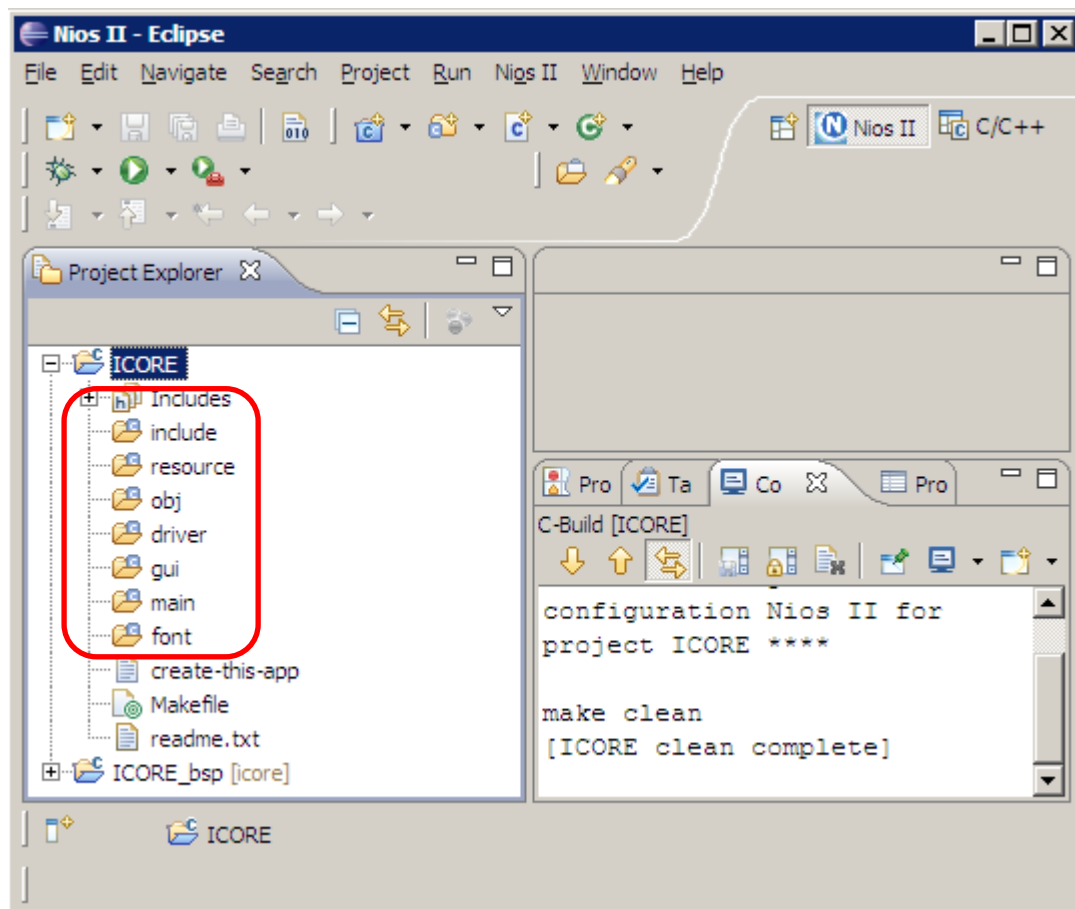 Nios II - Eclipse
File Edit Navigate Search Project Run Nios II Window Help
010
Nios II C/C++
Project Explorer
ICORE
Includes
include
resource
obj
driver
gui
main
font
create-this-app
Makefile
readme.txt
ICORE_bsp [icore]
Pro Ta Co Pro
C-Build [ICORE]
configuration Nios II for
project ICORE ****
make clean
[ICORE clean complete]
ICORE